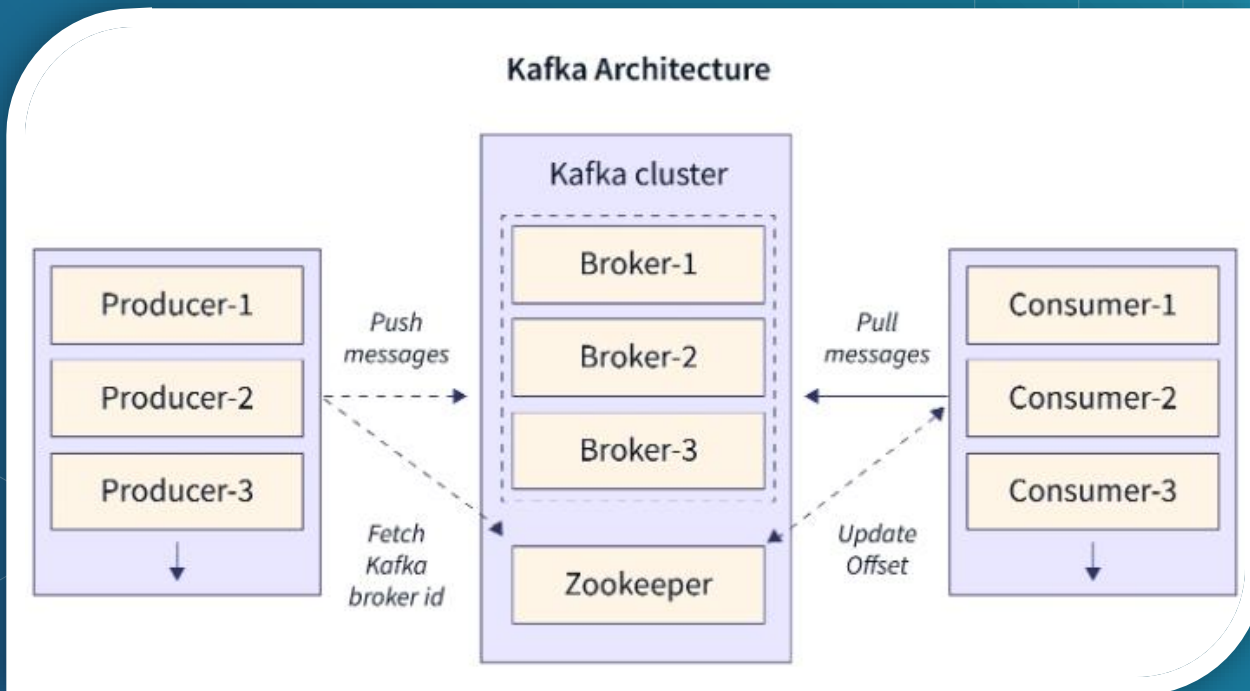 Kafka Architecture
Kafka cluster
Broker-1
Broker-2
Broker-3
Zookeeper
Producer-1
Producer-2
Producer-3
Push
messages
Fetch
Kafka
broker id
Pull
messages
Update
Offset
Consumer-1
Consumer-2
Consumer-3